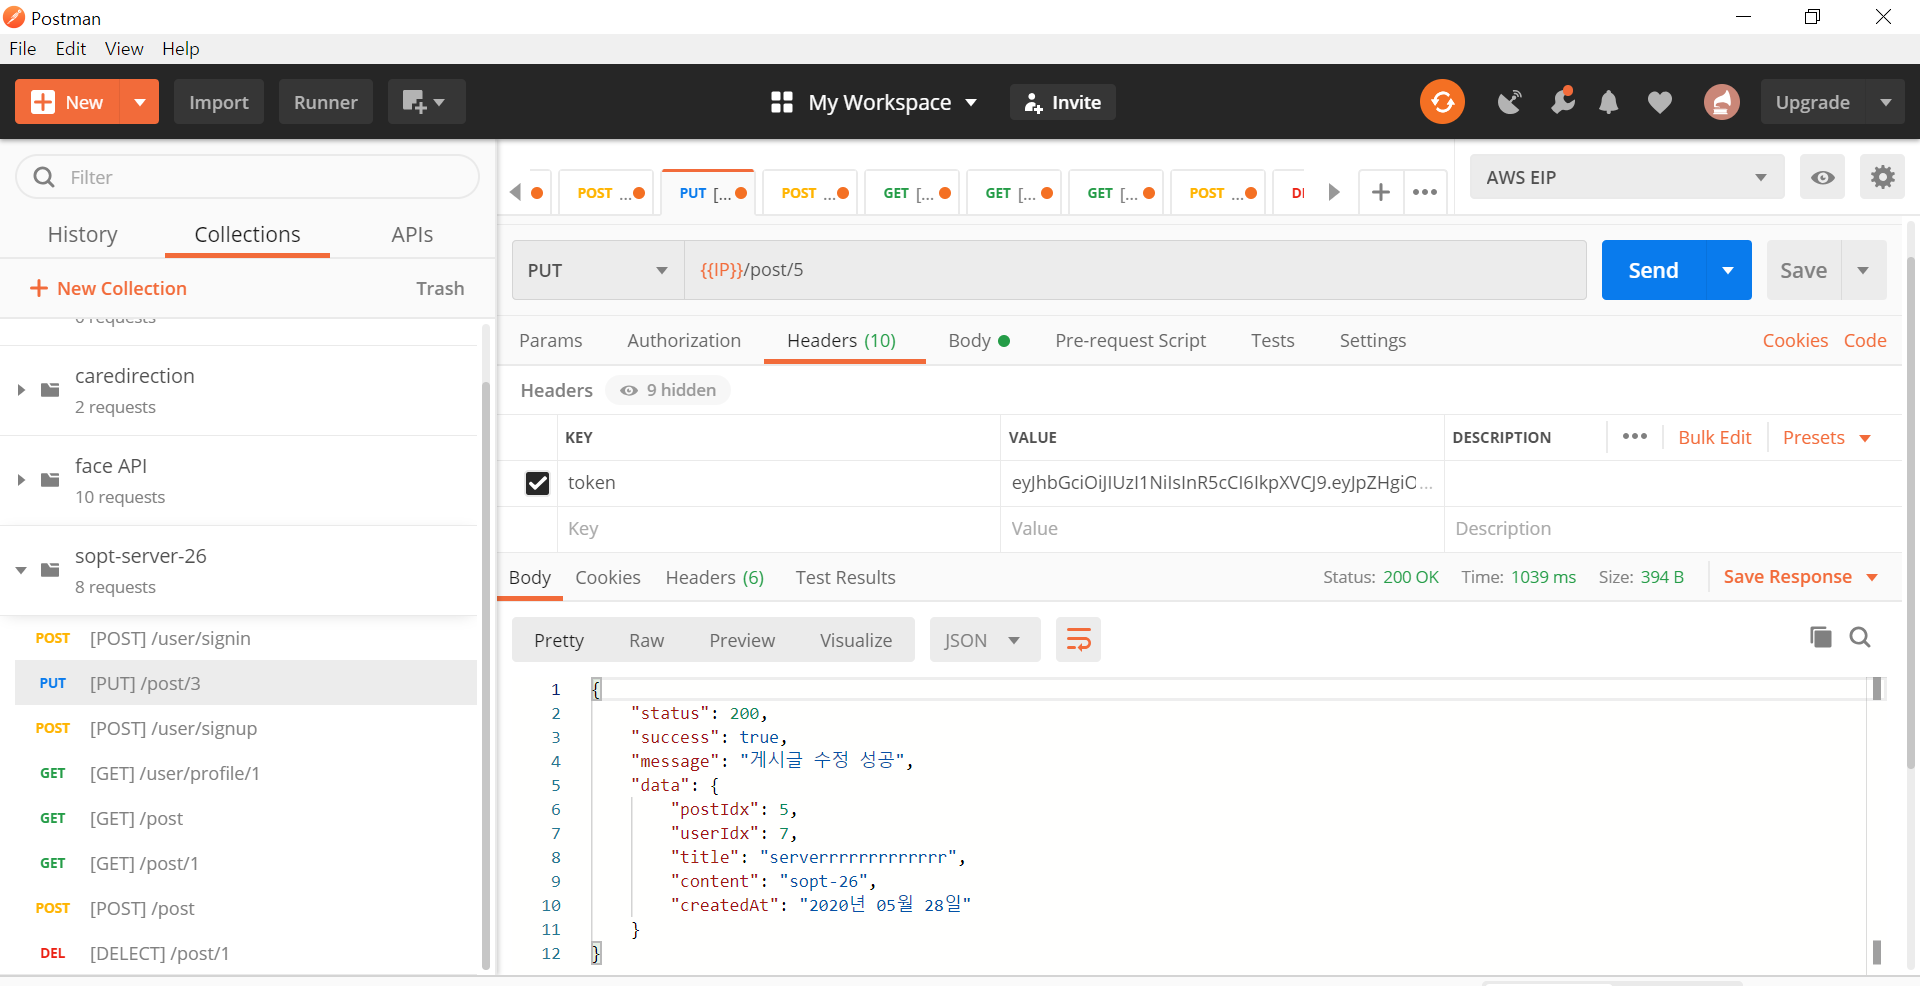 Postman
File Edit View Help
New Import Runner My Workspace Invite Upgrade
Filter
History Collections APIs
New Collection Trash
caredirection
2 requests
face API
10 requests
sopt-server-26
8 requests
POST [POST] /user/signin
PUT [PUT] /post/3
POST [POST] /user/signup
GET [GET] /user/profile/1
GET [GET] /post
GET [GET] /post/1
POST [POST] /post
DEL [DELECT] /post/1
POST ... PUT [... POST ... GET [... GET [... GET [... POST ... AWS EIP
PUT {{IP}}/post/5 Send Save
Params Authorization Headers (10) Body Pre-request Script Tests Settings Cookies Code
Headers 9 hidden
KEY VALUE DESCRIPTION ••• Bulk Edit Presets
token eyJhbGciOiJIUzI1NiIsInR5cCI6IkpXVCJ9.eyJpZHgiO...
Key Value Description
Body Cookies Headers (6) Test Results Status: 200 OK Time: 1039 ms Size: 394 B Save Response
Pretty Raw Preview Visualize JSON
1 {
2 "status": 200,
3 "success": true,
4 "message": "게시글 수정 성공",
5 "data": {
6 "postIdx": 5,
7 "userIdx": 7,
8 "title": "serverrrrrrrrrrrrr",
9 "content": "sopt-26",
10 "createdAt": "2020년 05월 28일"
11 }
12 }